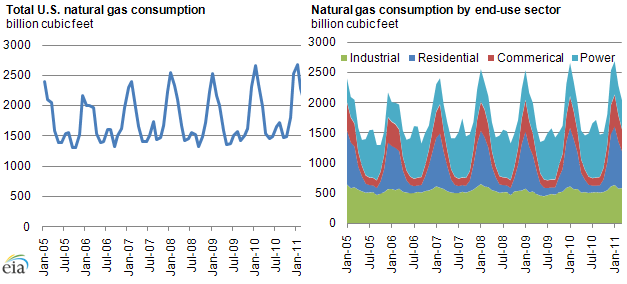 Total U.S. natural gas consumption
billion cubic feet
3000
2500
2000
1500
1000
500
0
Jan-05
Jul-05
Jan-06
Jul-06
Jan-07
Jul-07
Jan-08
Jul-08
Jan-09
Jul-09
Jan-10
Jul-10
Jan-11
eia
Natural gas consumption by end-use sector
billion cubic feet
3000
2500
2000
1500
1000
500
0
Industrial Residential Commerical Power
Jan-05
Jul-05
Jan-06
Jul-06
Jan-07
Jul-07
Jan-08
Jul-08
Jan-09
Jul-09
Jan-10
Jul-10
Jan-11